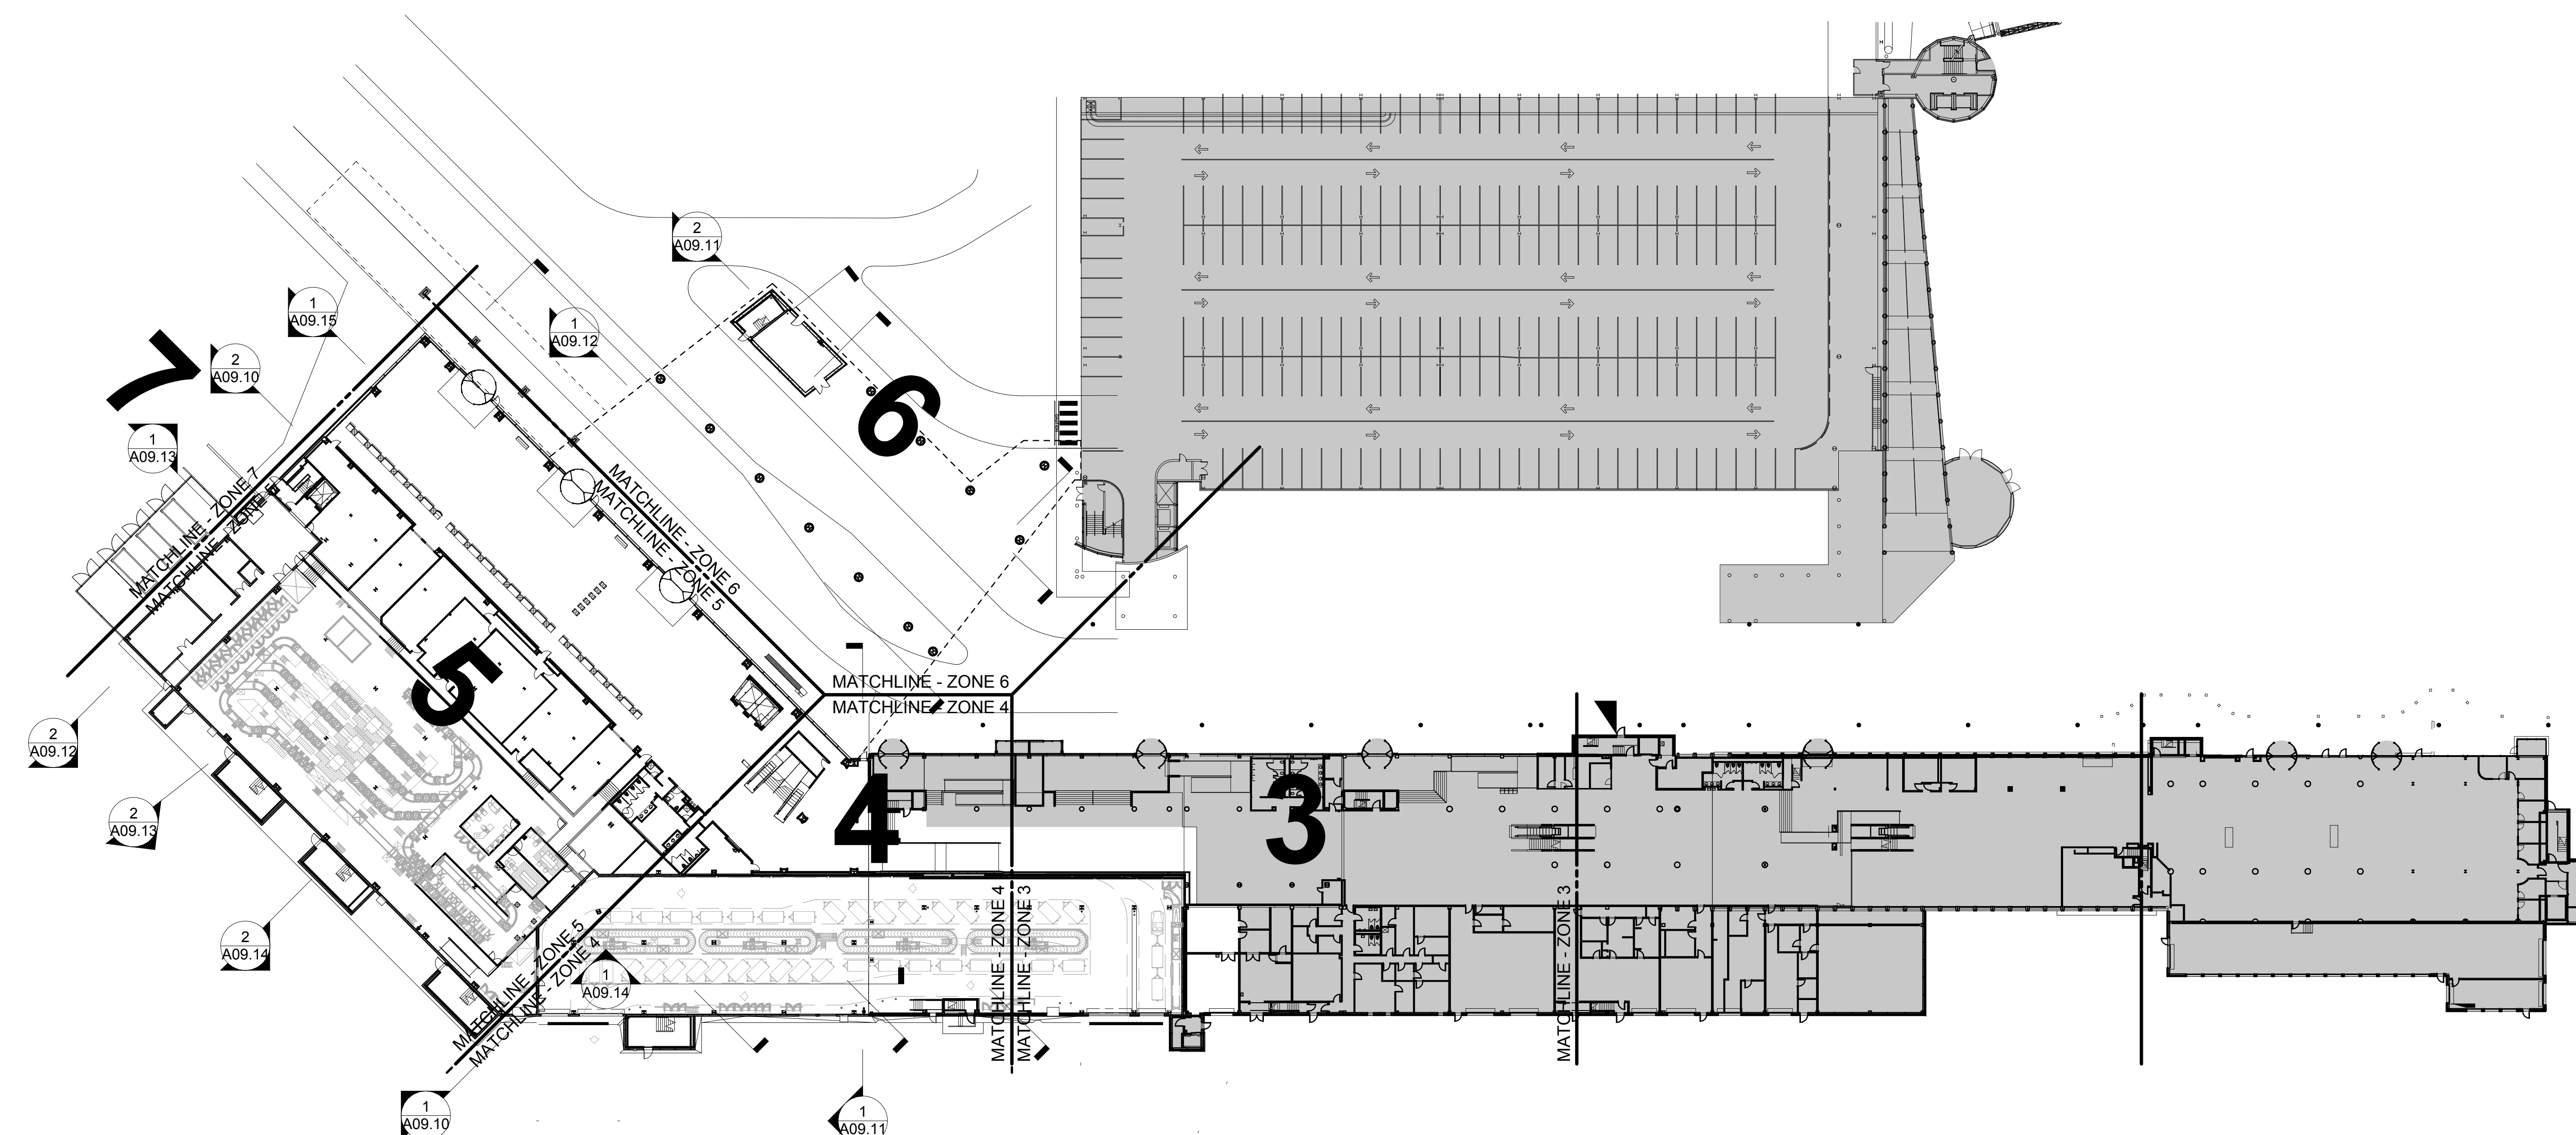 2
A09.11
1
A09.15
1
A09.12
7
2
A09.10
6
1
A09.13
MATCHLINE - ZONE 7
MATCHLINE - ZONE 5
MATCHLINE - ZONE 6
MATCHLINE - ZONE 5
5
MATCHLINE - ZONE 6
MATCHLINE - ZONE 4
2
A09.12
2
A09.13
4
3
2
A09.14
MATCHLINE - ZONE 5
MATCHLINE - ZONE 4
1
A09.14
MATCHLINE - ZONE 4
MATCHLINE - ZONE 3
MATCHLINE - ZONE 3
1
A09.10
1
A09.11